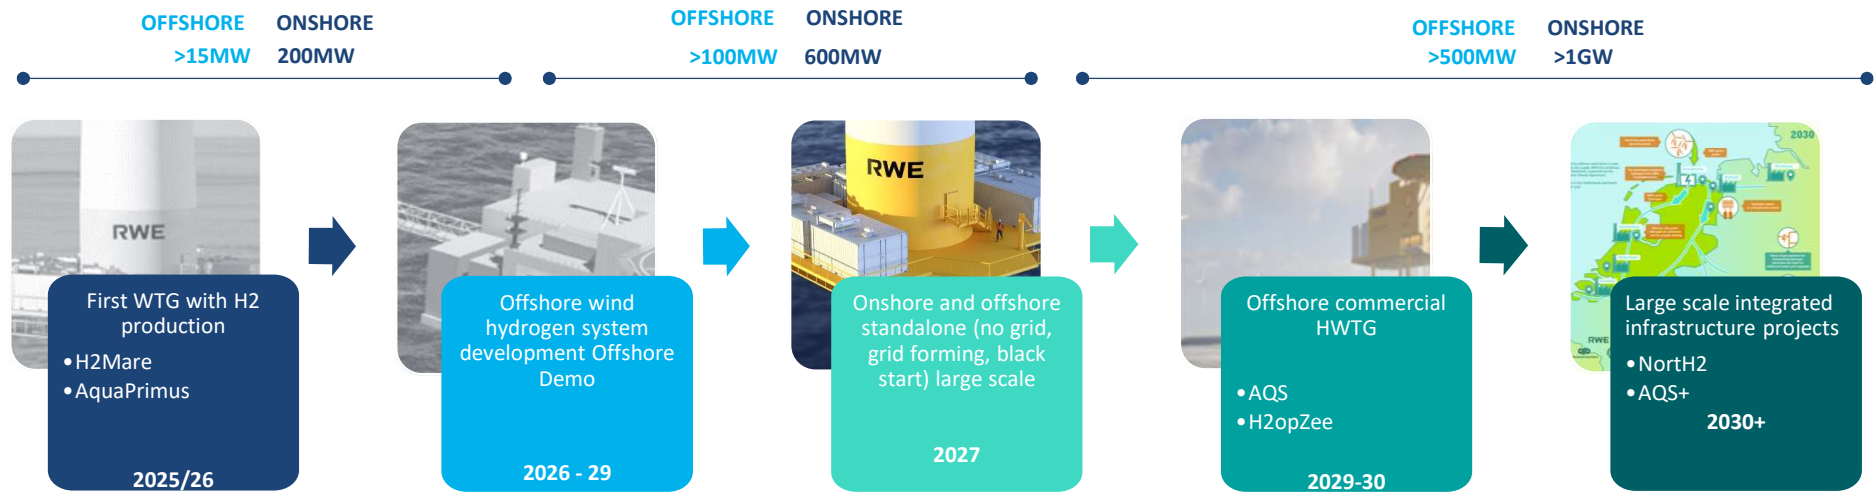 OFFSHORE ONSHORE
>15MW 200MW
OFFSHORE ONSHORE
>100MW 600MW
OFFSHORE ONSHORE
>500MW >1GW
RWE
First WTG with H2
production
•H2Mare
•AquaPrimus
2025/26
Offshore wind
hydrogen system
development Offshore
Demo
2026 - 29
RWE
Onshore and offshore
standalone (no grid,
grid forming, black
start) large scale
2027
Offshore commercial
HWTG
•AQS
•H2opZee
2029-30
2030
RWE
Large scale integrated
infrastructure projects
•NortH2
•AQS+
2030+